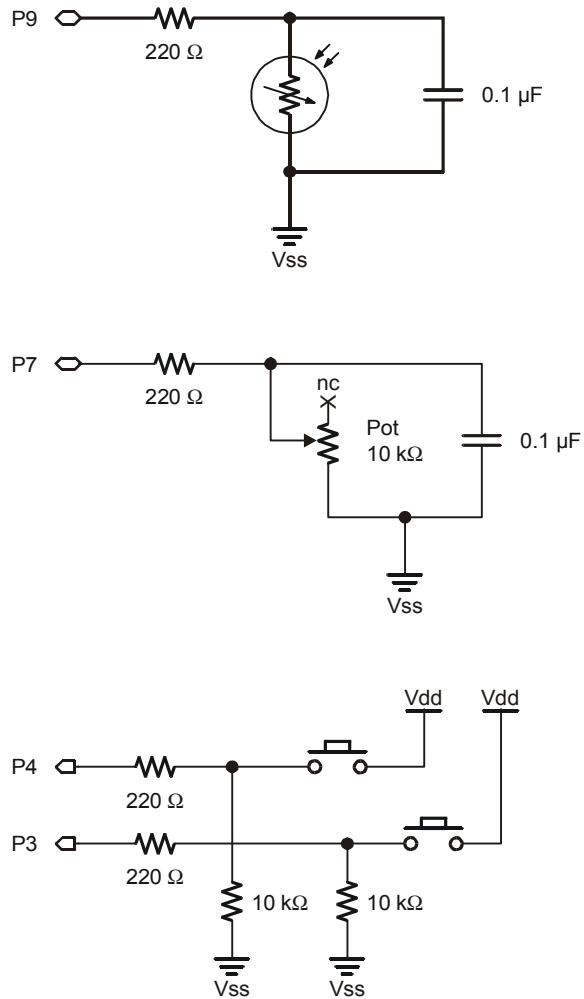 P9
220 Ω
0.1 µF
Vss
P7
220 Ω
nc
Pot
10 kΩ
0.1 µF
Vss
Vdd Vdd
P4
220 Ω
P3
220 Ω
10 kΩ 10 kΩ
Vss Vss